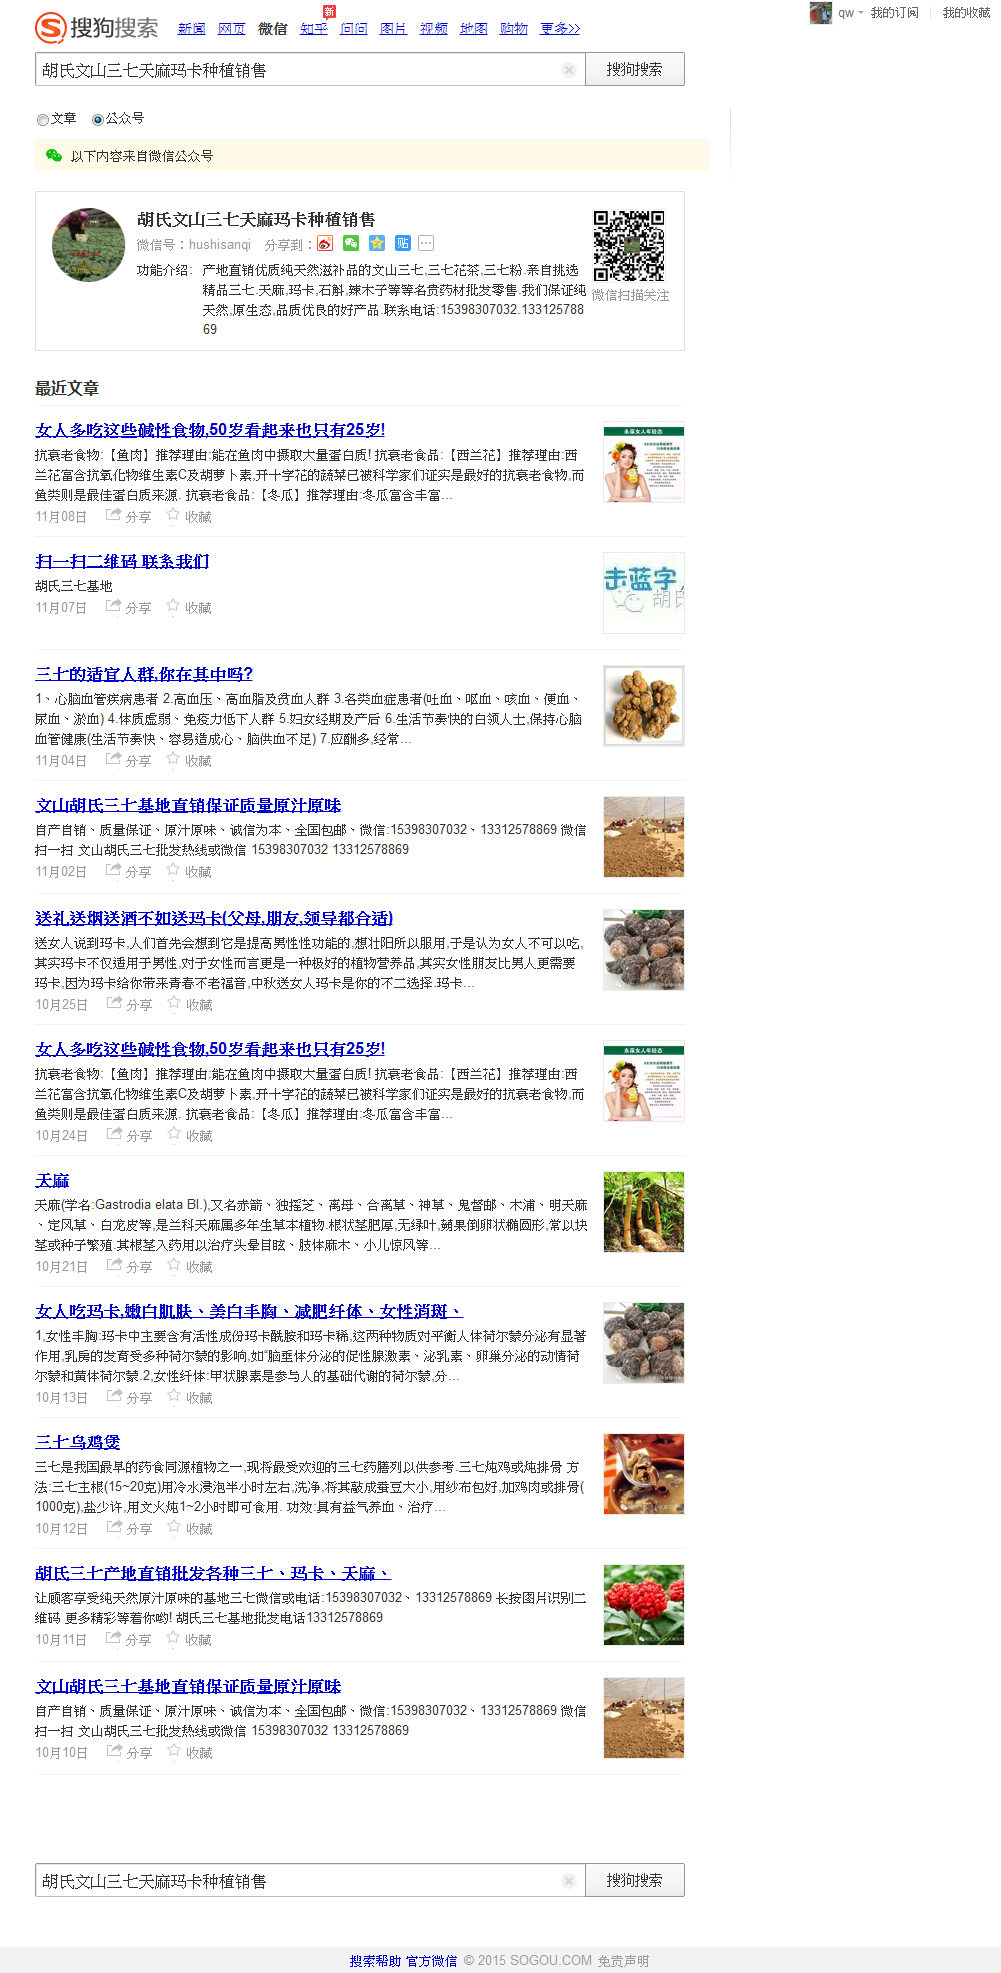 qw 我的订阅 我的收藏
搜狗搜索 新闻 网页 微信 知乎 新 问问 图片 视频 地图 购物 更多>>
胡氏文山三七天麻玛卡种植销售 搜狗搜索
文章 公众号
以下内容来自微信公众号
胡氏文山三七天麻玛卡种植销售
微信号：hushisanqi 分享到：
功能介绍： 产地直销优质纯天然滋补品的文山三七,三七花茶,三七粉.亲自挑选
精品三七.天麻,玛卡,石斛,辣木子等等名贵药材批发零售.我们保证纯
天然,原生态,品质优良的好产品.联系电话:15398307032.133125788
69
微信扫描关注
最近文章
女人多吃这些碱性食物,50岁看起来也只有25岁!
抗衰老食物:【鱼肉】推荐理由:能在鱼肉中摄取大量蛋白质! 抗衰老食品:【西兰花】推荐理由:西
兰花富含抗氧化物维生素C及胡萝卜素,开十字花的蔬菜已被科学家们证实是最好的抗衰老食物,而
鱼类则是最佳蛋白质来源. 抗衰老食品:【冬瓜】推荐理由:冬瓜富含丰富...
11月08日 分享 收藏
永葆女人年轻态
扫一扫二维码 联系我们
胡氏三七基地
11月07日 分享 收藏
击蓝字
胡氏
三七的适宜人群,你在其中吗?
1、心脑血管疾病患者 2.高血压、高血脂及贫血人群 3.各类血症患者(吐血、呕血、咳血、便血、
尿血、淤血) 4.体质虚弱、免疫力低下人群 5.妇女经期及产后 6.生活节奏快的白领人士,保持心脑
血管健康(生活节奏快、容易造成心、脑供血不足) 7.应酬多,经常...
11月04日 分享 收藏
文山胡氏三七基地直销保证质量原汁原味
自产自销、质量保证、原汁原味、诚信为本、全国包邮、微信:15398307032、13312578869 微信
扫一扫 文山胡氏三七批发热线或微信 15398307032 13312578869
11月02日 分享 收藏
送礼送烟送酒不如送玛卡(父母,朋友,领导都合适)
送女人说到玛卡,人们首先会想到它是提高男性性功能的,想壮阳所以服用,于是认为女人不可以吃,
其实玛卡不仅适用于男性,对于女性而言更是一种极好的植物营养品,其实女性朋友比男人更需要
玛卡,因为玛卡给你带来青春不老福音,中秋送女人玛卡是你的不二选择.玛卡...
10月25日 分享 收藏
女人多吃这些碱性食物,50岁看起来也只有25岁!
抗衰老食物:【鱼肉】推荐理由:能在鱼肉中摄取大量蛋白质! 抗衰老食品:【西兰花】推荐理由:西
兰花富含抗氧化物维生素C及胡萝卜素,开十字花的蔬菜已被科学家们证实是最好的抗衰老食物,而
鱼类则是最佳蛋白质来源. 抗衰老食品:【冬瓜】推荐理由:冬瓜富含丰富...
10月24日 分享 收藏
永葆女人年轻态
天麻
天麻(学名:Gastrodia elata Bl.),又名赤箭、独摇芝、离母、合离草、神草、鬼督邮、木浦、明天麻
、定风草、白龙皮等,是兰科天麻属多年生草本植物.根状茎肥厚,无绿叶,蒴果倒卵状椭圆形,常以块
茎或种子繁殖.其根茎入药用以治疗头晕目眩、肢体麻木、小儿惊风等...
10月21日 分享 收藏
女人吃玛卡,嫩白肌肤、美白丰胸、减肥纤体、女性消斑、
1,女性丰胸:玛卡中主要含有活性成份玛卡酰胺和玛卡稀,这两种物质对平衡人体荷尔蒙分泌有显著
作用,乳房的发育受多种荷尔蒙的影响,如“脑垂体分泌的促性腺激素、泌乳素、卵巢分泌的动情荷
尔蒙和黄体荷尔蒙.2,女性纤体:甲状腺素是参与人的基础代谢的荷尔蒙,分...
10月13日 分享 收藏
三七乌鸡煲
三七是我国最早的药食同源植物之一,现将最受欢迎的三七药膳列以供参考.三七炖鸡或炖排骨 方
法:三七主根(15~20克)用冷水浸泡半小时左右,洗净,将其敲成蚕豆大小,用纱布包好,加鸡肉或排骨(
1000克),盐少许,用文火炖1~2小时即可食用. 功效:具有益气养血、治疗...
10月12日 分享 收藏
胡氏三七产地直销批发各种三七、玛卡、天麻、
让顾客享受纯天然原汁原味的基地三七微信或电话:15398307032、13312578869 长按图片识别二
维码 更多精彩等着你哟! 胡氏三七基地批发电话13312578869
10月11日 分享 收藏
文山胡氏三七基地直销保证质量原汁原味
自产自销、质量保证、原汁原味、诚信为本、全国包邮、微信:15398307032、13312578869 微信
扫一扫 文山胡氏三七批发热线或微信 15398307032 13312578869
10月10日 分享 收藏
胡氏文山三七天麻玛卡种植销售 搜狗搜索
搜索帮助 官方微信 © 2015 SOGOU.COM 免责声明